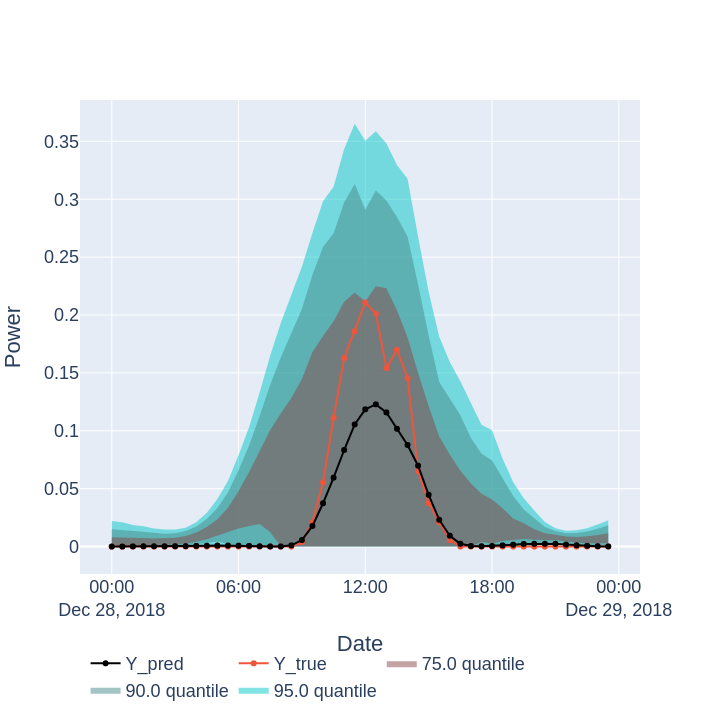 0.35
0.3
0.25
0.2
0.15
0.1
0.05
0
Power
00:00 06:00 12:00 18:00 00:00
Dec 28, 2018 Dec 29, 2018
Date
Y_pred Y_true 75.0 quantile
90.0 quantile 95.0 quantile